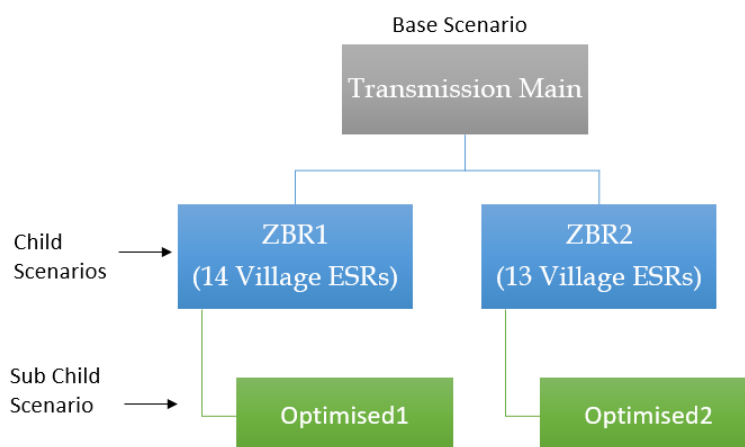 Base Scenario
Transmission Main
Child
Scenarios
ZBR1
(14 Village ESRs)
ZBR2
(13 Village ESRs)
Sub Child
Scenario
Optimised1
Optimised2